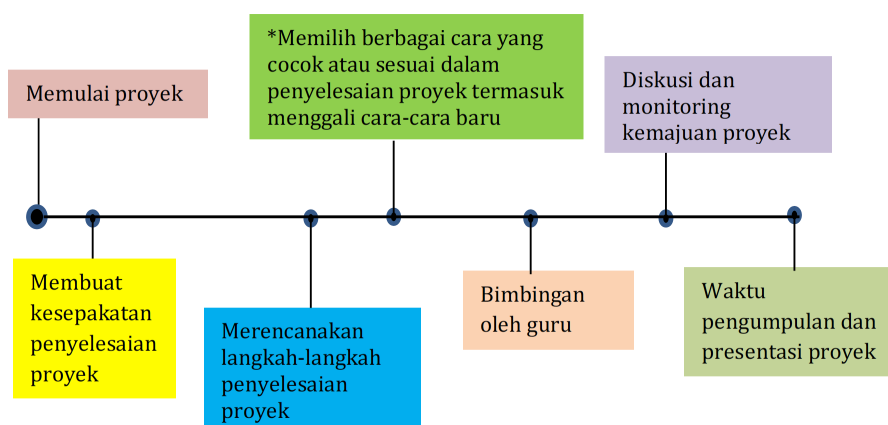 Memulai proyek
Membuat
kesepakatan
penyelesaian
proyek
Merencanakan
langkah-langkah
penyelesaian
proyek
*Memilih berbagai cara yang
cocok atau sesuai dalam
penyelesaian proyek termasuk
menggali cara-cara baru
Bimbingan
oleh guru
Diskusi dan
monitoring
kemajuan proyek
Waktu
pengumpulan dan
presentasi proyek